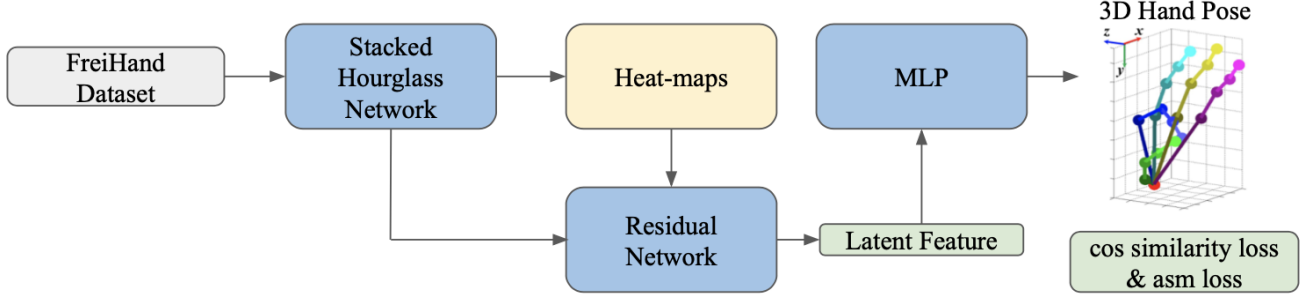 3D Hand Pose
z x
y
FreiHand
Dataset
Stacked
Hourglass
Network
Heat-maps
MLP
Residual
Network
Latent Feature
cos similarity loss
& asm loss